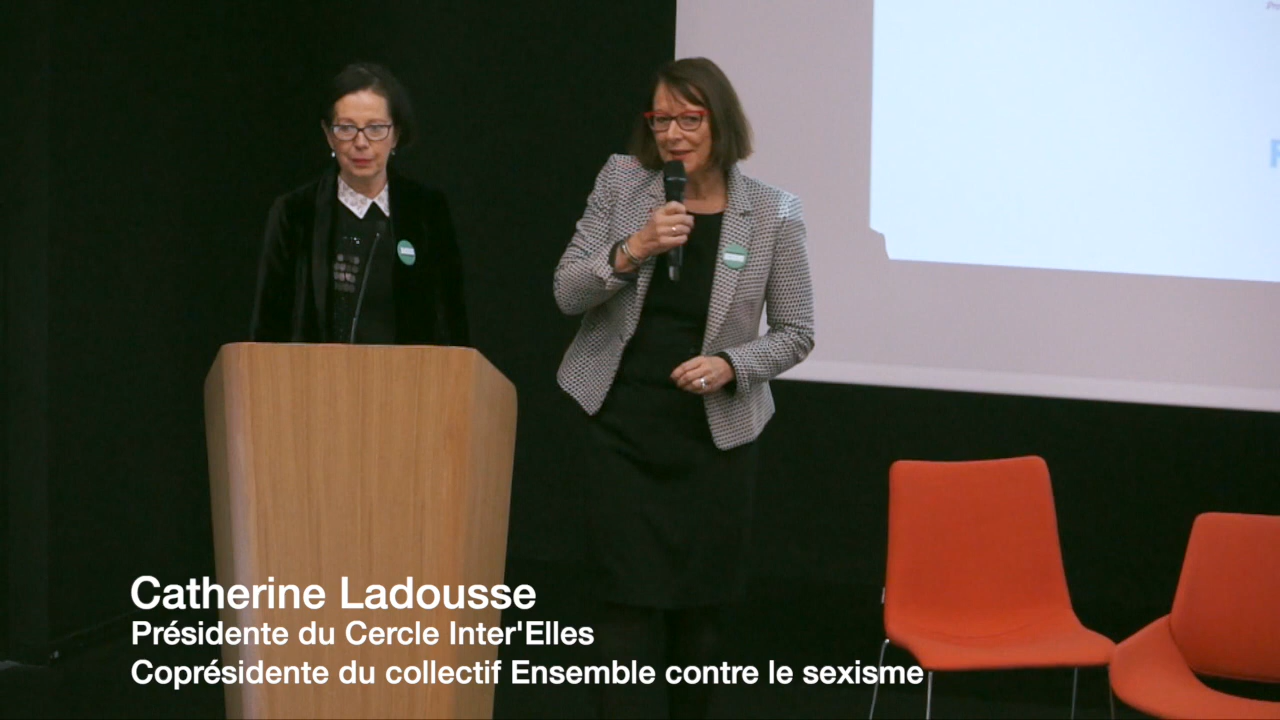 Catherine Ladousse
Présidente du Cercle Inter'Elles
Coprésidente du collectif Ensemble contre le sexisme